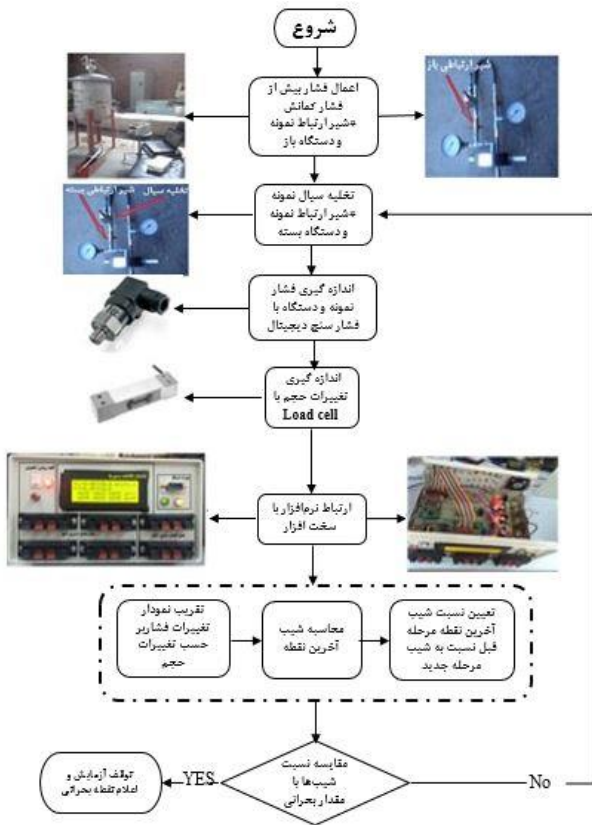 شروع
اعمال فشار بیش از
فشار کمانش
*شیر ارتباط نمونه
و دستگاه باز
شیر ارتباطی باز
تخلیه سیال نمونه
*شیر ارتباط نمونه
و دستگاه بسته
شیر ارتباطی بسته
تخلیه سیال
اندازه گیری فشار
نمونه و دستگاه با
فشار سنج دیجیتال
اندازه گیری
تغییرات حجم با
Load cell
ارتباط نرم‌افزار با
سخت افزار
تقریب نمودار
تغییرات فشار بر
حسب تغییرات
حجم
محاسبه شیب
آخرین نقطه
تعیین نسبت شیب
آخرین نقطه مرحله
قبل نسبت به شیب
مرحله جدید
مقایسه نسبت
شیب‌ها با
مقدار بحرانی
YES
No
توقف آزمایش و
اعلام نقطه بحرانی